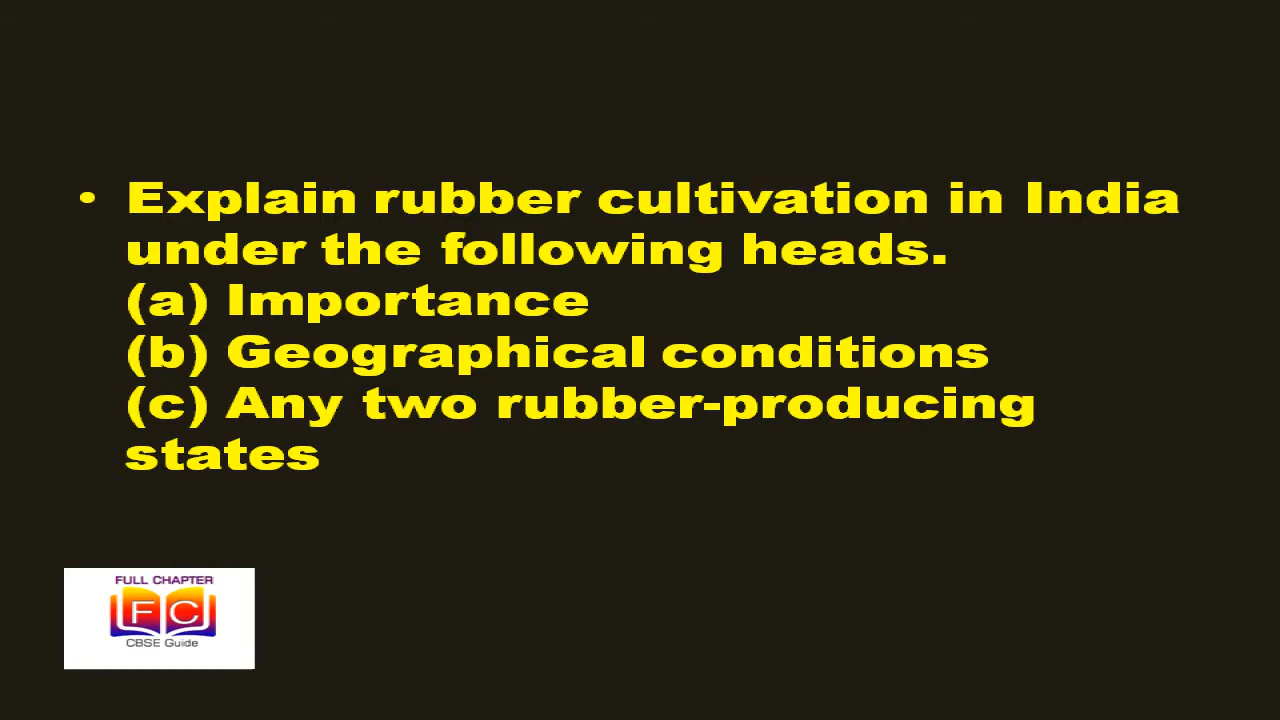 • Explain rubber cultivation in India
under the following heads.
(a) Importance
(b) Geographical conditions
(c) Any two rubber-producing
states
FULL CHAPTER
FC
CBSE Guide